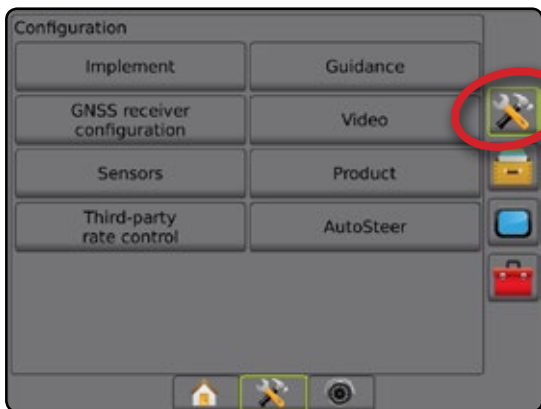 Configuration
Implement
Guidance
GNSS receiver
configuration
Video
Sensors
Product
Third-party
rate control
AutoSteer